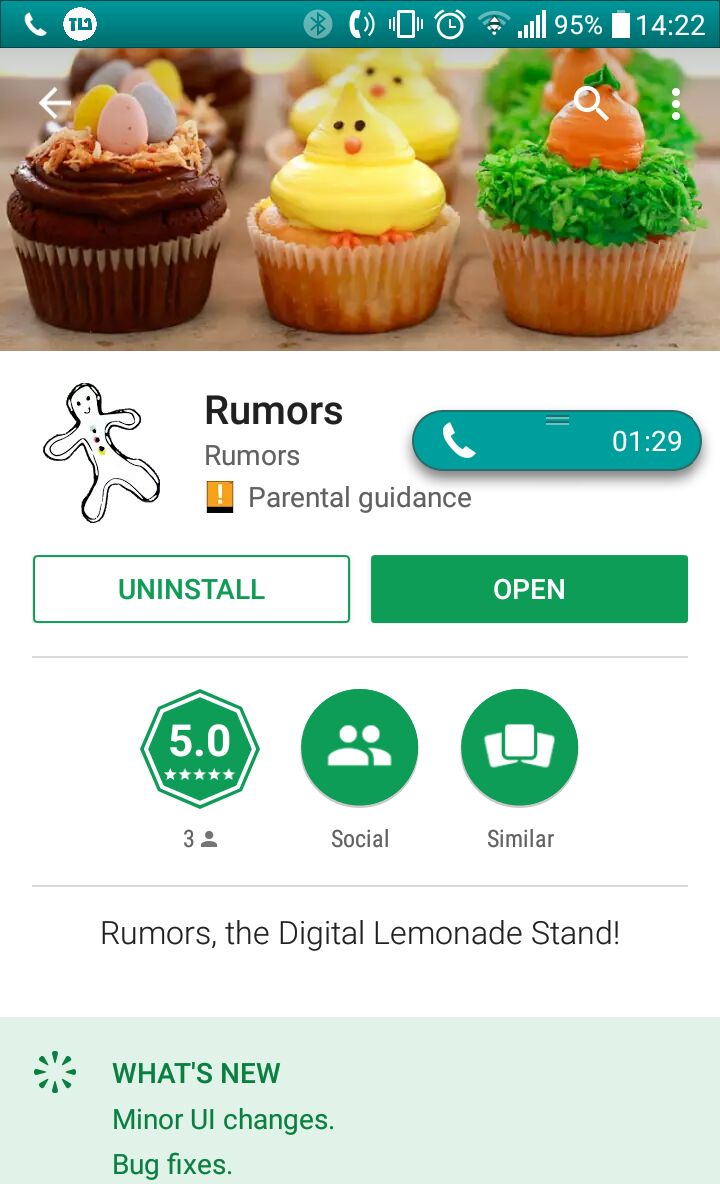 95% 14:22
Rumors
Rumors
01:29
Parental guidance
UNINSTALL OPEN
5.0
3 Social Similar
Rumors, the Digital Lemonade Stand!
WHAT'S NEW
Minor UI changes.
Bug fixes.